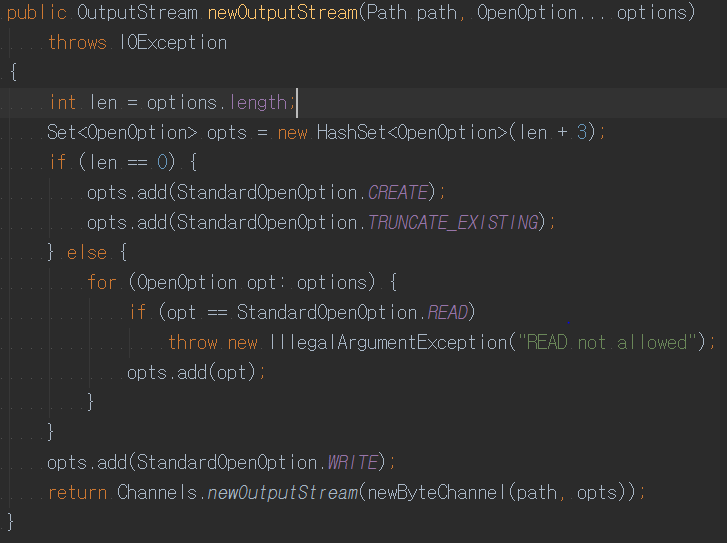 public OutputStream newOutputStream(Path path, OpenOption... options)
    throws IOException
{
    int len = options.length;
    Set<OpenOption> opts = new HashSet<OpenOption>(len + 3);
    if (len == 0) {
        opts.add(StandardOpenOption.CREATE);
        opts.add(StandardOpenOption.TRUNCATE_EXISTING);
    } else {
        for (OpenOption opt: options) {
            if (opt == StandardOpenOption.READ)
                throw new IllegalArgumentException("READ not allowed");
            opts.add(opt);
        }
    }
    opts.add(StandardOpenOption.WRITE);
    return Channels.newOutputStream(newByteChannel(path, opts));
}